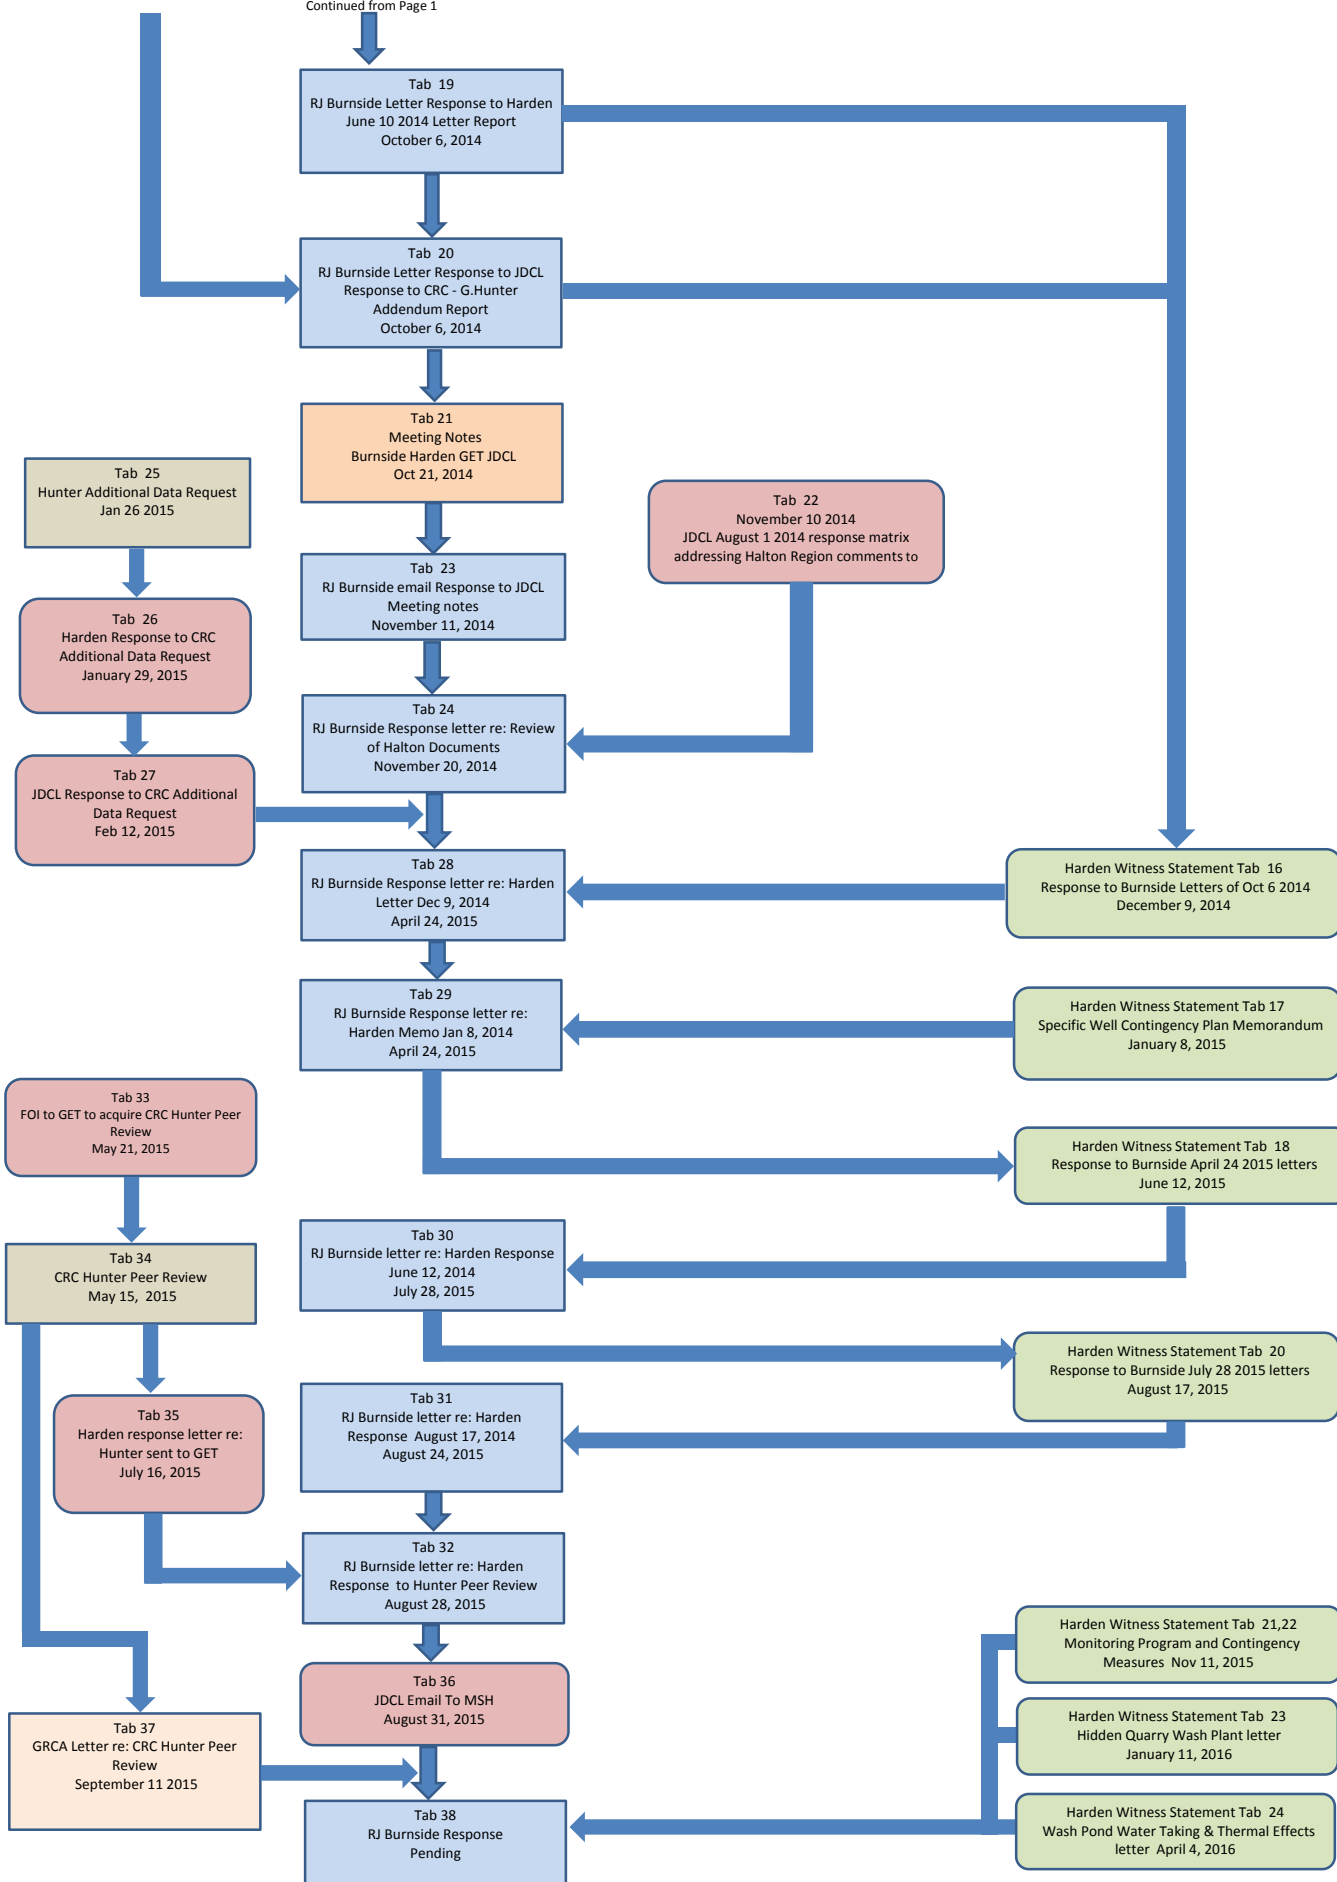 Continued from Page 1
Tab 19
RJ Burnside Letter Response to Harden
June 10 2014 Letter Report
October 6, 2014
Tab 20
RJ Burnside Letter Response to JDCL
Response to CRC - G.Hunter
Addendum Report
October 6, 2014
Tab 21
Meeting Notes
Burnside Harden GET JDCL
Oct 21, 2014
Tab 25
Hunter Additional Data Request
Jan 26 2015
Tab 22
November 10 2014
JDCL August 1 2014 response matrix
addressing Halton Region comments to
Tab 23
RJ Burnside email Response to JDCL
Meeting notes
November 11, 2014
Tab 26
Harden Response to CRC
Additional Data Request
January 29, 2015
Tab 24
RJ Burnside Response letter re: Review
of Halton Documents
November 20, 2014
Tab 27
JDCL Response to CRC Additional
Data Request
Feb 12, 2015
Tab 28
RJ Burnside Response letter re: Harden
Letter Dec 9, 2014
April 24, 2015
Harden Witness Statement Tab 16
Response to Burnside Letters of Oct 6 2014
December 9, 2014
Tab 29
RJ Burnside Response letter re:
Harden Memo Jan 8, 2014
April 24, 2015
Harden Witness Statement Tab 17
Specific Well Contingency Plan Memorandum
January 8, 2015
Tab 33
FOI to GET to acquire CRC Hunter Peer
Review
May 21, 2015
Harden Witness Statement Tab 18
Response to Burnside April 24 2015 letters
June 12, 2015
Tab 34
CRC Hunter Peer Review
May 15, 2015
Tab 30
RJ Burnside letter re: Harden Response
June 12, 2014
July 28, 2015
Harden Witness Statement Tab 20
Response to Burnside July 28 2015 letters
August 17, 2015
Tab 35
Harden response letter re:
Hunter sent to GET
July 16, 2015
Tab 31
RJ Burnside letter re: Harden
Response August 17, 2014
August 24, 2015
Tab 32
RJ Burnside letter re: Harden
Response to Hunter Peer Review
August 28, 2015
Harden Witness Statement Tab 21,22
Monitoring Program and Contingency
Measures Nov 11, 2015
Tab 36
JDCL Email To MSH
August 31, 2015
Tab 37
GRCA Letter re: CRC Hunter Peer
Review
September 11 2015
Harden Witness Statement Tab 23
Hidden Quarry Wash Plant letter
January 11, 2016
Tab 38
RJ Burnside Response
Pending
Harden Witness Statement Tab 24
Wash Pond Water Taking & Thermal Effects
letter April 4, 2016